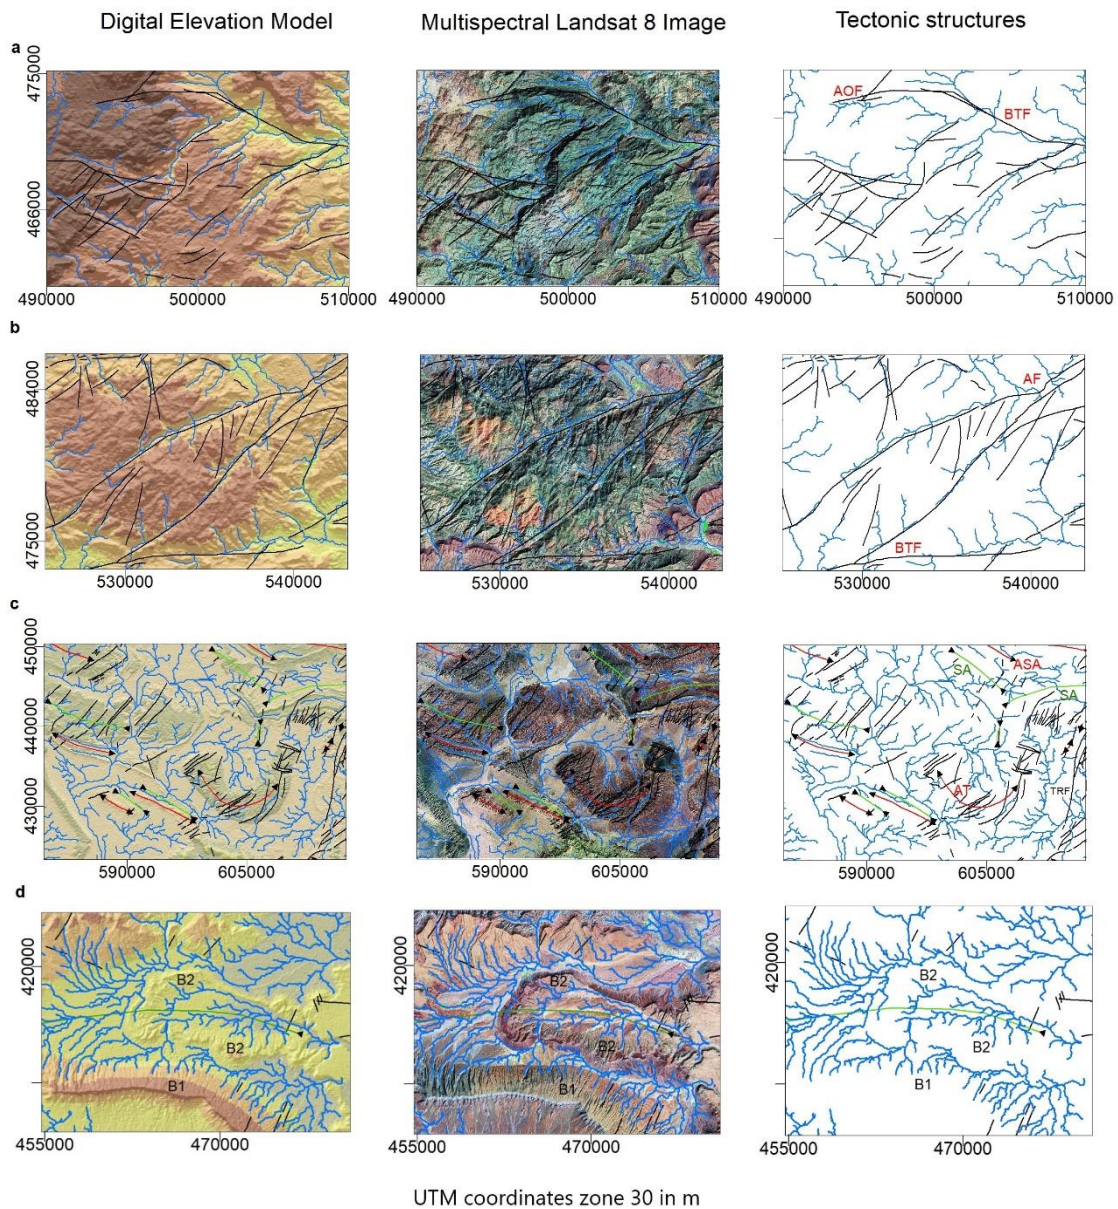 Digital Elevation Model
Multispectral Landsat 8 Image
Tectonic structures
a
475000
466000
AOF
BTF
490000 500000 510000
490000 500000 510000
490000 500000 510000
b
484000
475000
AF
BTF
530000 540000
530000 540000
530000 540000
c
450000
440000
430000
SA
ASA
SA
AT
TRF
590000 605000
590000 605000
590000 605000
d
420000
B2
B2
B1
420000
B2
B2
B1
420000
B2
B2
B1
455000 470000
455000 470000
455000 470000
UTM coordinates zone 30 in m